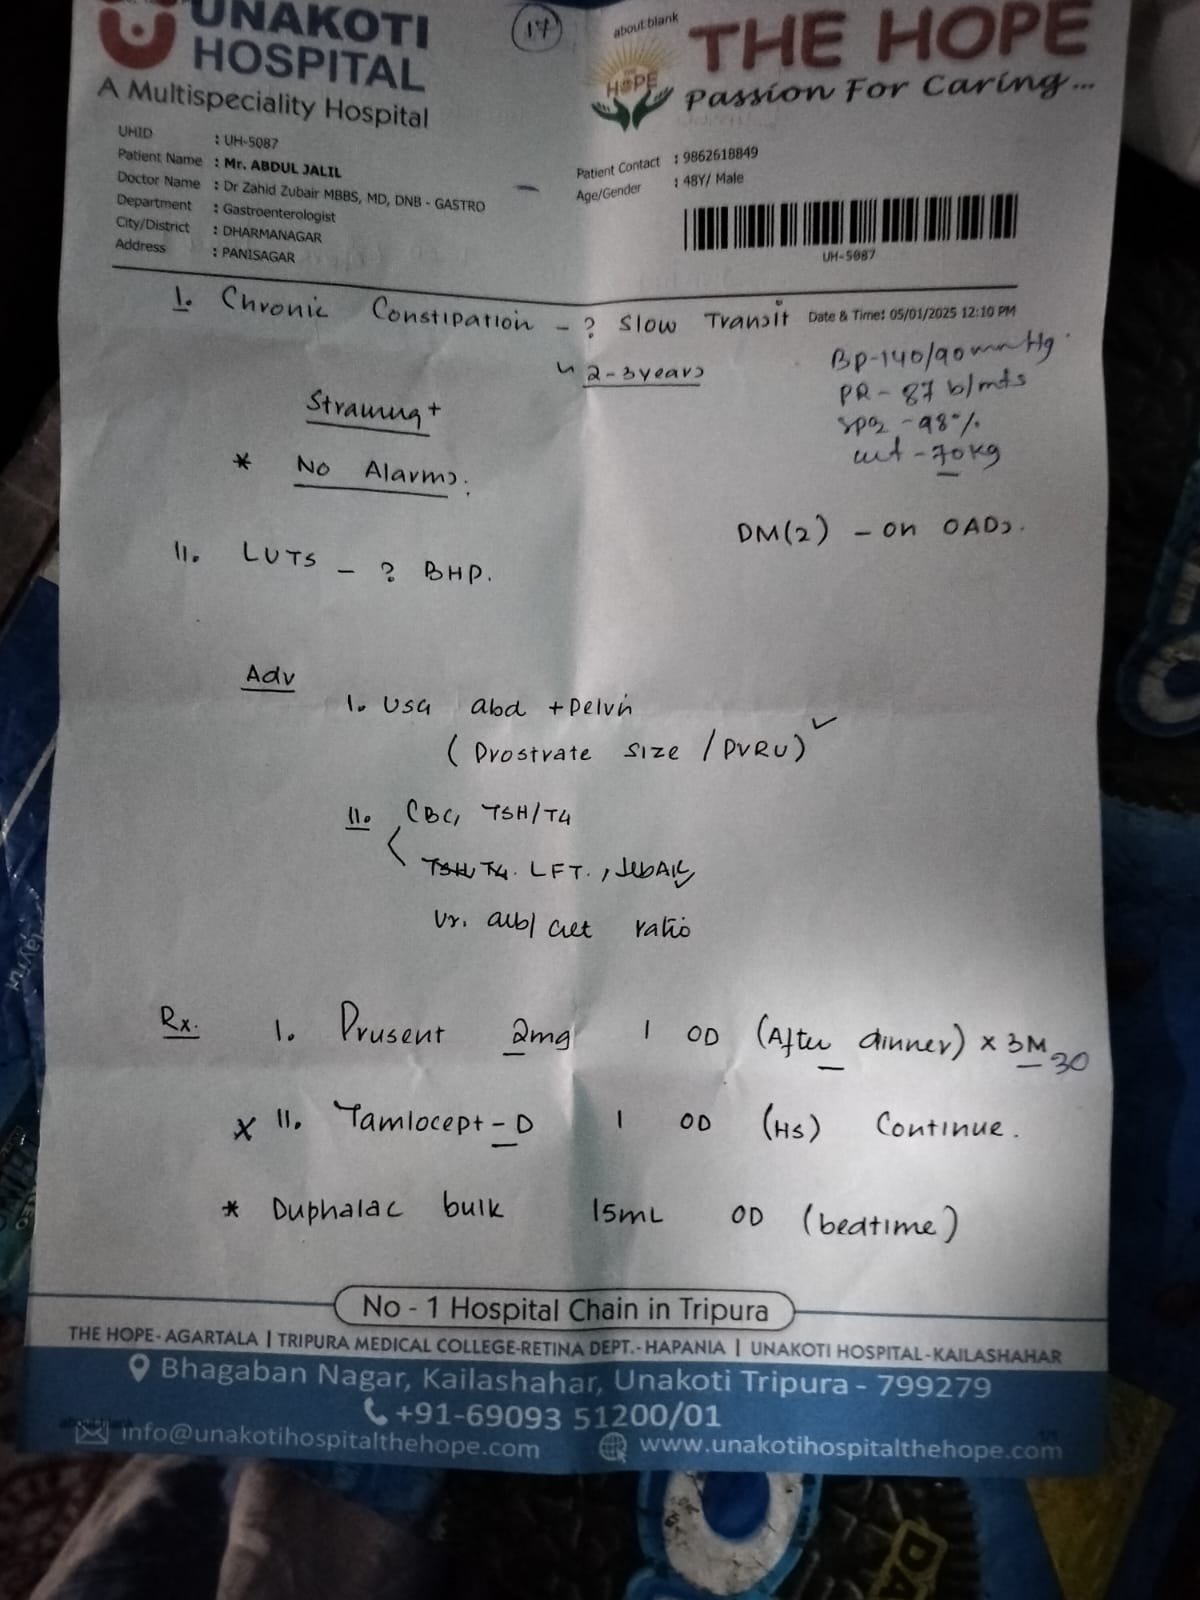 UNAKOTI
HOSPITAL
A Multispeciality Hospital
17
about:blank
HOPE
THE HOPE
Passion For Caring...
UHID : UH-5087
Patient Name : Mr. ABDUL JALIL
Doctor Name : Dr Zahid Zubair MBBS, MD, DNB - GASTRO
Department : Gastroenterologist
City/District : DHARMANAGAR
Address : PANISAGAR
Patient Contact : 9862618849
Age/Gender : 48Y/ Male
UH-5087
I. Chronic Constipation - ? Slow Transit
Date & Time: 05/01/2025 12:10 PM
2-3 years
BP-140/90 mm Hg
PR - 87 b/mts
SpO2 - 98%
wt - 70 kg
Straining +
* No Alarms.
DM(2) - on OADs.
II. LUTS - ? BHP.
Adv
I. USG abd + Pelvis
(Prostrate size / PVRU) ✓
II. CBC, TSH/T4
TSH/T4. LFT.,
Ur. alb/ cret ratio
Rx.
I. Prusent 2mg 1 OD (After dinner) x 3M 30
X II. Tamlocept-D 1 OD (HS) Continue.
* Duphalac bulk 15mL OD (bedtime)
No - 1 Hospital Chain in Tripura
THE HOPE- AGARTALA | TRIPURA MEDICAL COLLEGE-RETINA DEPT.- HAPANIA | UNAKOTI HOSPITAL-KAILASHAHAR
Bhagaban Nagar, Kailashahar, Unakoti Tripura - 799279
+91-69093 51200/01
info@unakotihospitalthehope.com
www.unakotihospitalthehope.com
1/1